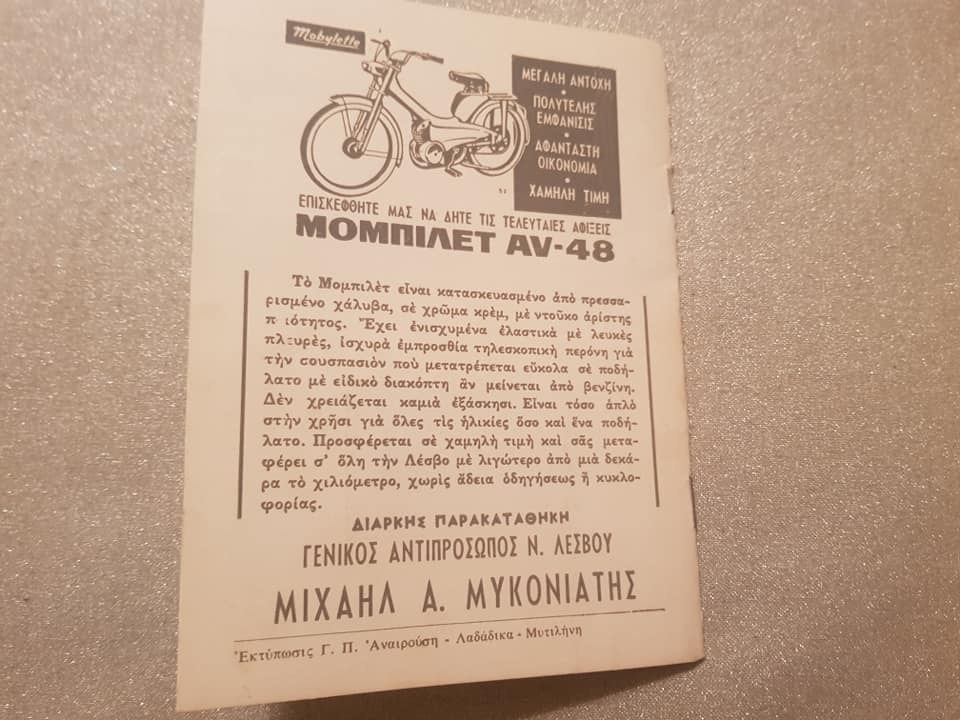 Mobylette
ΜΕΓΑΛΗ ΑΝΤΟΧΗ
•
ΠΟΛΥΤΕΛΗΣ
ΕΜΦΑΝΙΣΙΣ
•
ΑΦΑΝΤΑΣΤΗ
ΟΙΚΟΝΟΜΙΑ
•
ΧΑΜΗΛΗ ΤΙΜΗ
ΕΠΙΣΚΕΦΘΗΤΕ ΜΑΣ ΝΑ ΔΗΤΕ ΤΙΣ ΤΕΛΕΥΤΑΙΕΣ ΑΦΙΞΕΙΣ
ΜΟΜΠΙΛΕΤ AV-48
Τὸ Μομπιλὲτ εἶναι κατασκευασμένο ἀπὸ πρεσσα-
ρισμένο χάλυβα, σὲ χρῶμα κρὲμ, μὲ ντοῦκο ἀρίστης
ποιότητος. Ἔχει ἐνισχυμένα ἐλαστικὰ μὲ λευκὲς
πλευρὲς, ἰσχυρὰ ἐμπροσθία τηλεσκοπικὴ περόνη γιὰ
τὴν σουσπασιὸν ποὺ μετατρέπεται εὔκολα σὲ ποδή-
λατο μὲ εἰδικὸ διακόπτη ἂν μείνεται ἀπὸ βενζίνη.
Δὲν χρειάζεται καμιὰ ἐξάσκησι. Εἶναι τόσο ἁπλὸ
στὴν χρῆσι γιὰ ὅλες τὶς ἡλικίες ὅσο καὶ ἕνα ποδή-
λατο. Προσφέρεται σὲ χαμηλὴ τιμὴ καὶ σᾶς μετα-
φέρει σ' ὅλη τὴν Λέσβο μὲ λιγώτερο ἀπὸ μιὰ δεκά-
ρα τὸ χιλιόμετρο, χωρὶς ἄδεια ὁδηγήσεως ἢ κυκλο-
φορίας.
ΔΙΑΡΚΗΣ ΠΑΡΑΚΑΤΑΘΗΚΗ
ΓΕΝΙΚΟΣ ΑΝΤΙΠΡΟΣΩΠΟΣ Ν. ΛΕΣΒΟΥ
ΜΙΧΑΗΛ Α. ΜΥΚΟΝΙΑΤΗΣ
Ἐκτύπωσις Γ. Π. Ἀναιρούση - Λαδάδικα - Μυτιλήνη